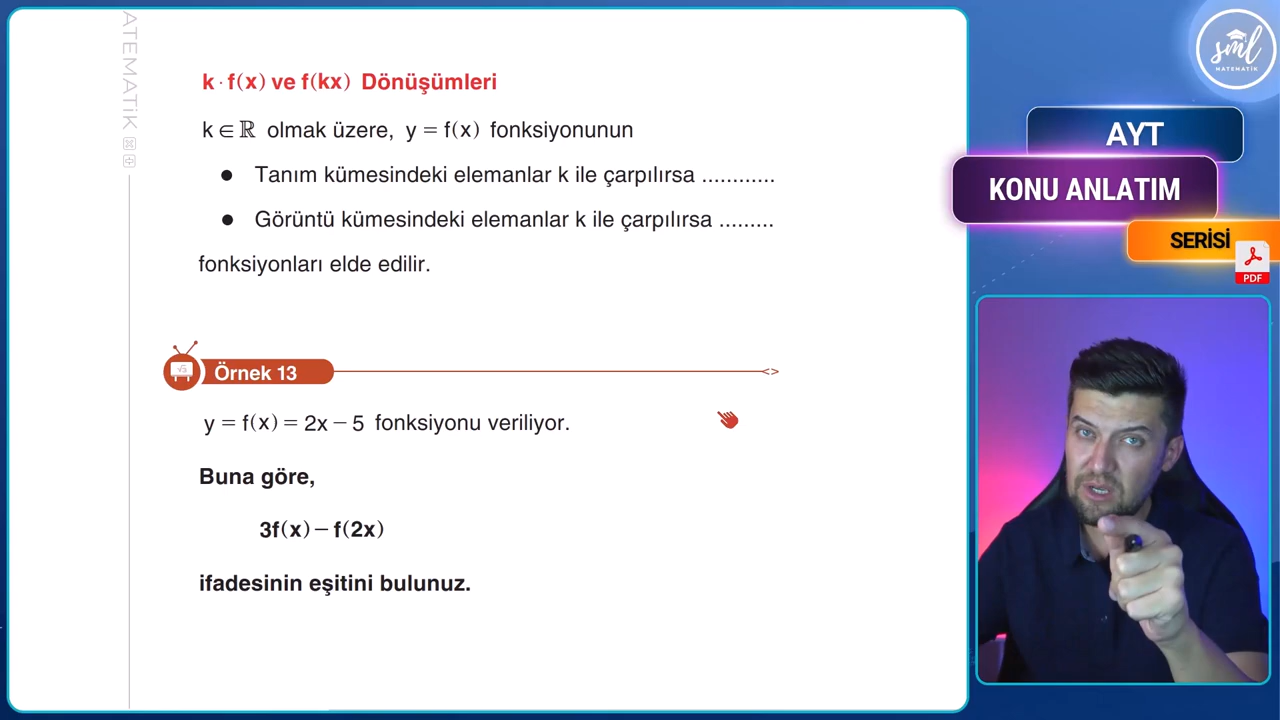 ATEMATİK
k · f(x) ve f(kx) Dönüşümleri
k ∈ ℝ olmak üzere, y = f(x) fonksiyonunun
● Tanım kümesindeki elemanlar k ile çarpılırsa ............
● Görüntü kümesindeki elemanlar k ile çarpılırsa .........
fonksiyonları elde edilir.
√5
Örnek 13
<>
y = f(x) = 2x − 5 fonksiyonu veriliyor.
Buna göre,
3f(x) − f(2x)
ifadesinin eşitini bulunuz.
sml
MATEMATİK
AYT
KONU ANLATIM
SERİSİ
PDF